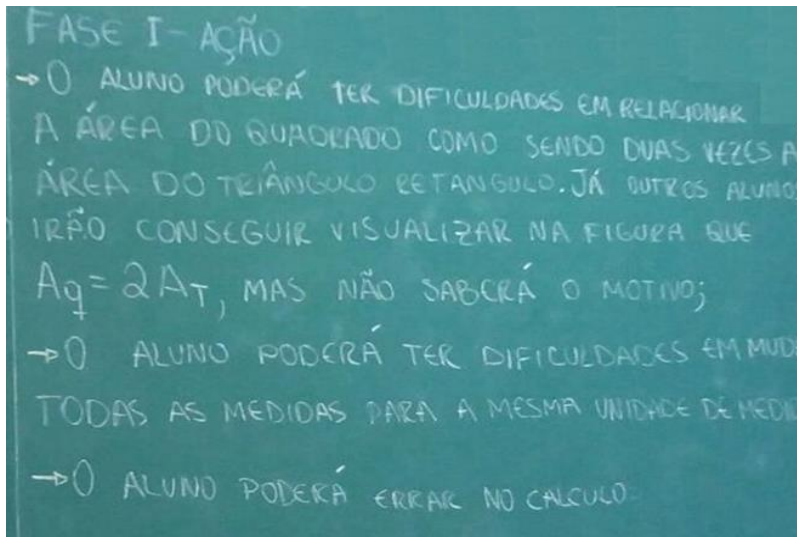 FASE I - AÇÃO
→ O ALUNO PODERÁ TER DIFICULDADES EM RELACIONAR
A ÁREA DO QUADRADO COMO SENDO DUAS VEZES A
ÁREA DO TRIÂNGULO RETANGULO. JÁ OUTROS ALUNOS
IRÃO CONSEGUIR VISUALIZAR NA FIGURA QUE
Aq = 2AT, MAS NÃO SABERÁ O MOTIVO;
→ O ALUNO PODERÁ TER DIFICULDADES EM MUDA
TODAS AS MEDIDAS PARA A MESMA UNIDADE DE MEDID
→ O ALUNO PODERÁ ERRAR NO CALCULO.